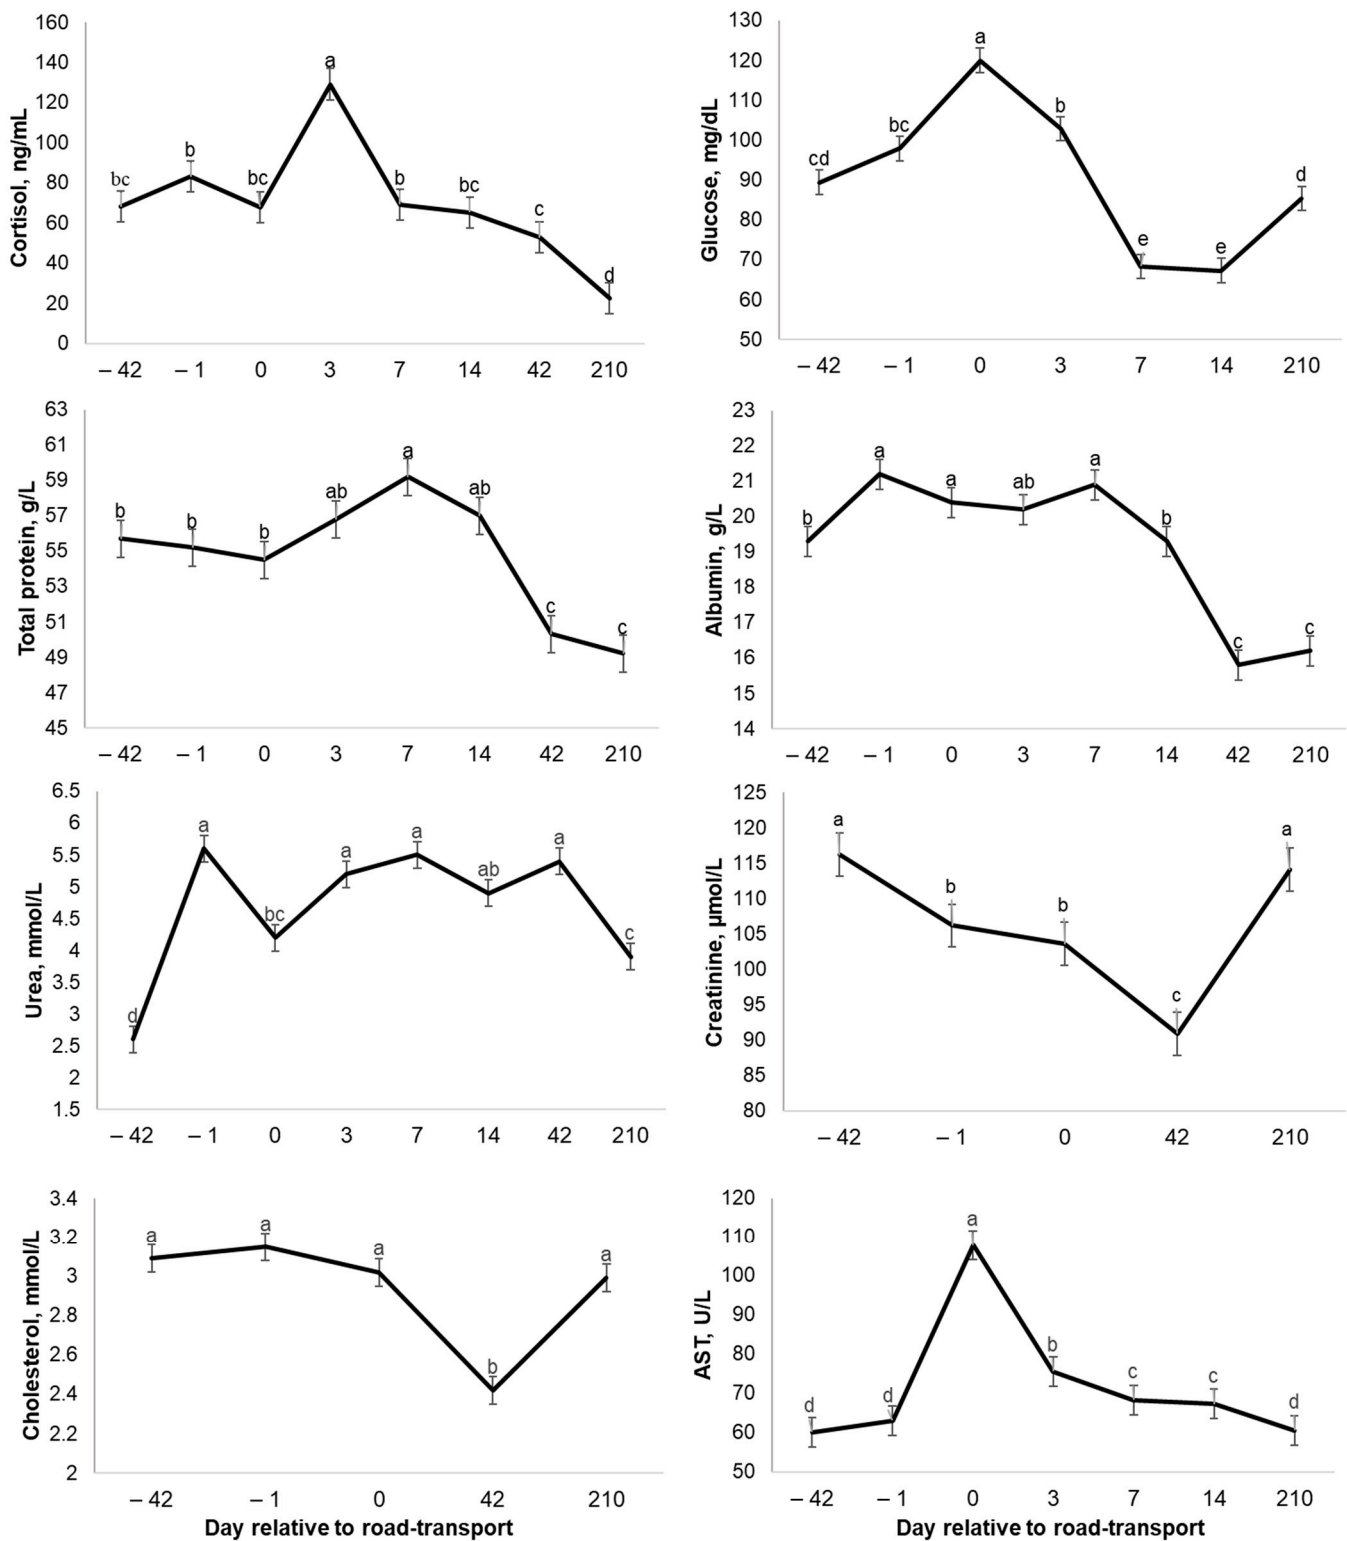 Cortisol, ng/mL
160
140
120
100
80
60
40
20
0
bc
b
bc
a
b
bc
c
d
– 42 – 1 0 3 7 14 42 210
Glucose, mg/dL
130
120
110
100
90
80
70
60
50
cd
bc
a
b
e
e
d
– 42 – 1 0 3 7 14 210
Total protein, g/L
63
61
59
57
55
53
51
49
47
45
b
b
b
ab
a
ab
c
c
– 42 – 1 0 3 7 14 42 210
Albumin, g/L
23
22
21
20
19
18
17
16
15
14
b
a
a
ab
a
b
c
c
– 42 – 1 0 3 7 14 42 210
Urea, mmol/L
6.5
6
5.5
5
4.5
4
3.5
3
2.5
2
1.5
d
a
bc
a
a
ab
a
c
– 42 – 1 0 3 7 14 42 210
Creatinine, µmol/L
125
120
115
110
105
100
95
90
85
80
a
b
b
c
a
– 42 – 1 0 42 210
Cholesterol, mmol/L
3.4
3.2
3
2.8
2.6
2.4
2.2
2
a
a
a
b
a
– 42 – 1 0 42 210
Day relative to road-transport
AST, U/L
120
110
100
90
80
70
60
50
d
d
a
b
c
c
d
– 42 – 1 0 3 7 14 210
Day relative to road-transport